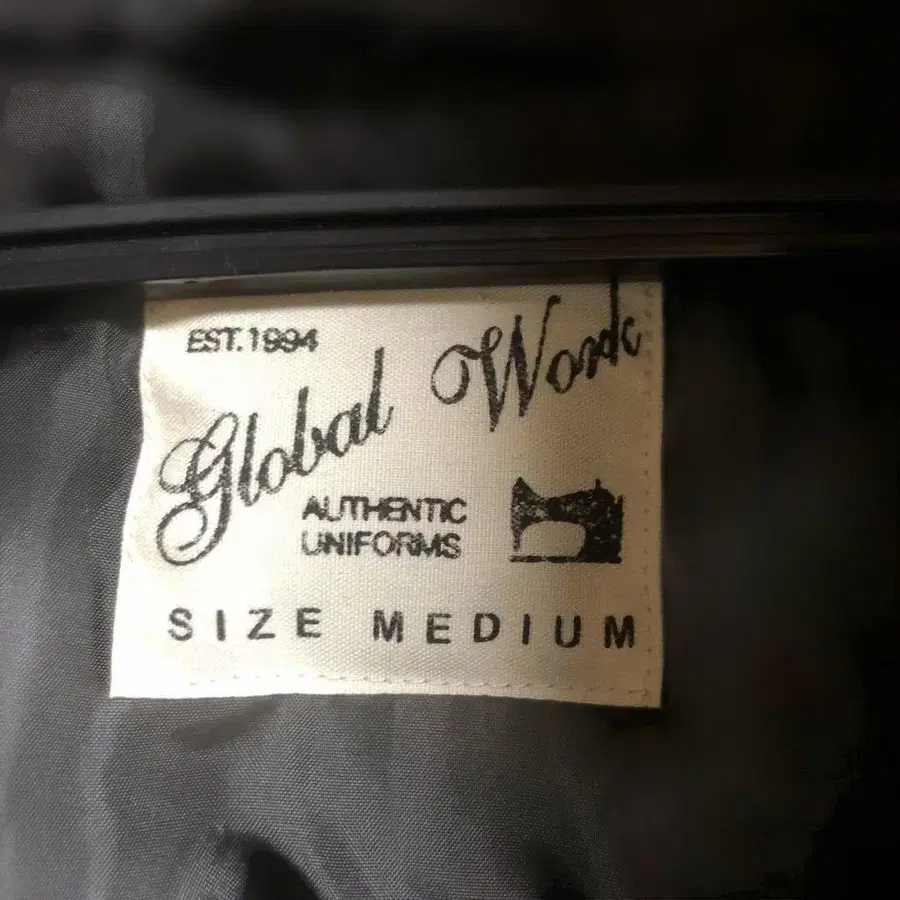 EST.1994
Global Work
AUTHENTIC
UNIFORMS
SIZE MEDIUM